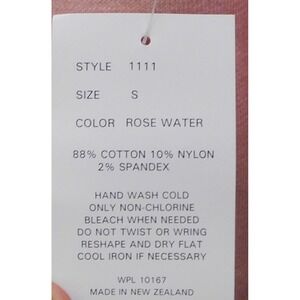 STYLE 1111
SIZE S
COLOR ROSE WATER
88% COTTON 10% NYLON
2% SPANDEX
HAND WASH COLD
ONLY NON-CHLORINE
BLEACH WHEN NEEDED
DO NOT TWIST OR WRING
RESHAPE AND DRY FLAT
COOL IRON IF NECESSARY
WPL 10167
MADE IN NEW ZEALAND